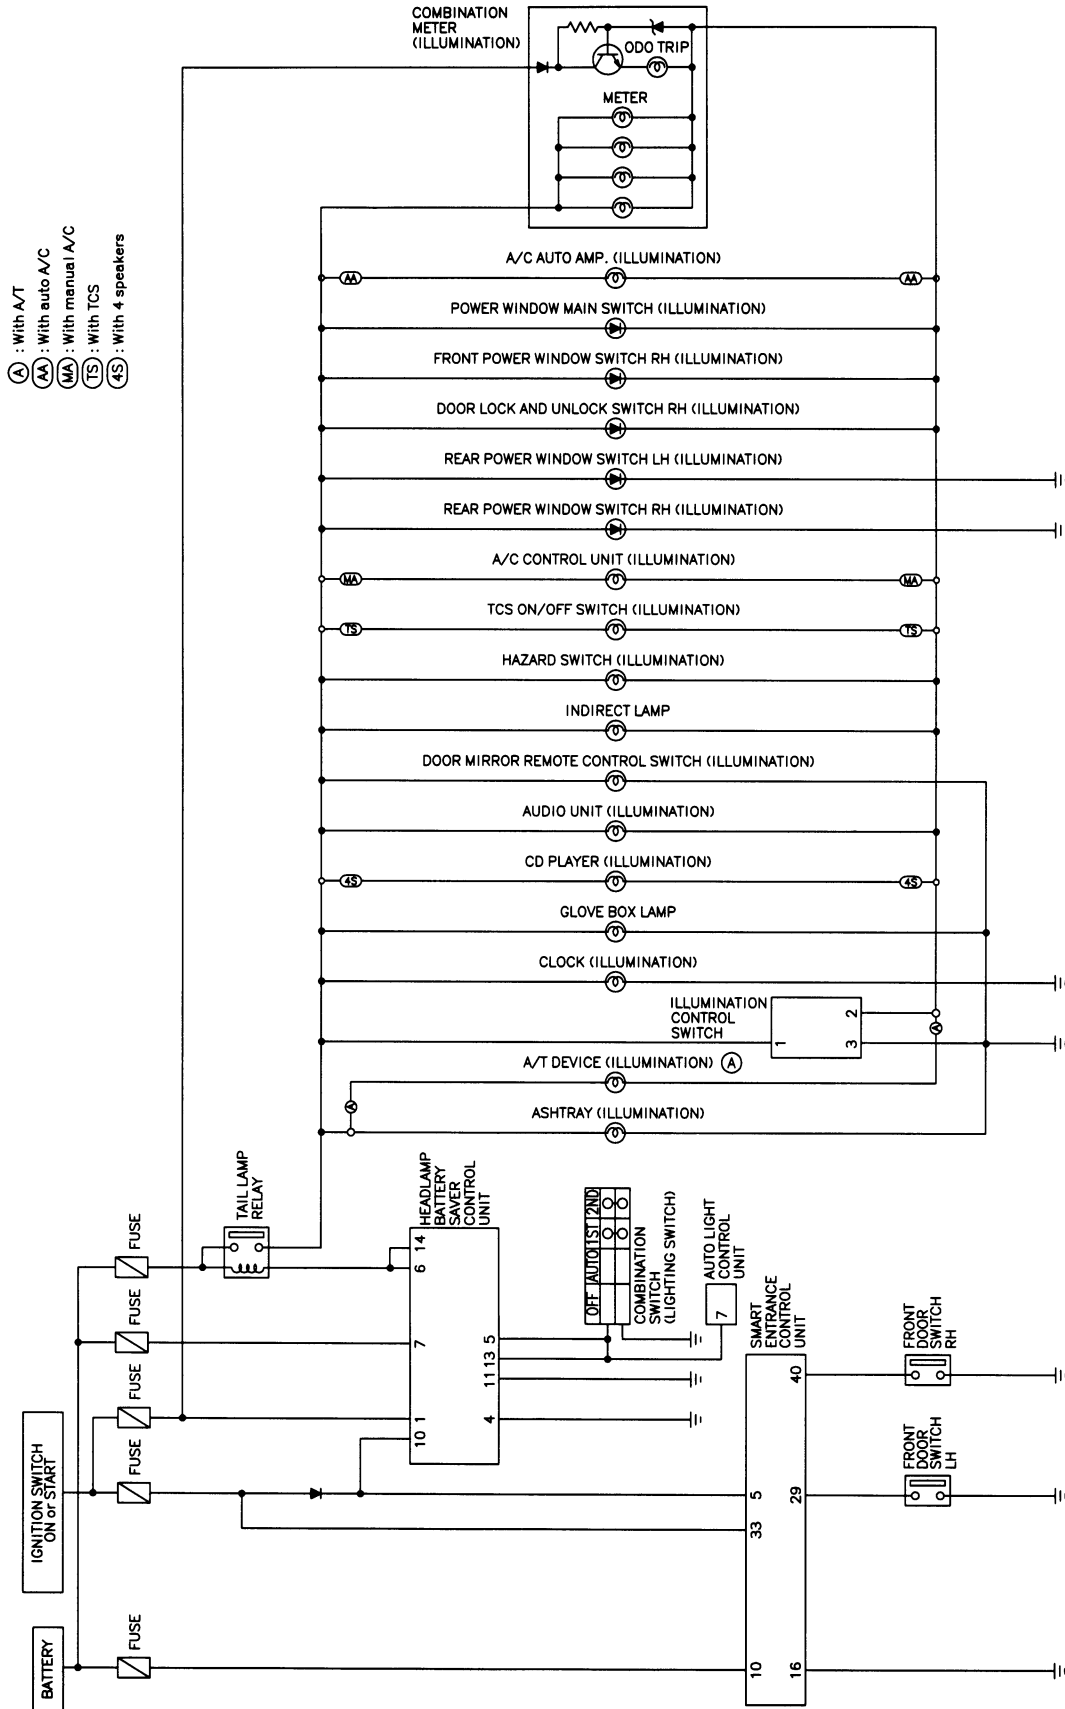 COMBINATION
METER
(ILLUMINATION)
ODO TRIP
METER
Ⓐ : With A/T
AA : With auto A/C
MA : With manual A/C
TS : With TCS
4S : With 4 speakers
A/C AUTO AMP. (ILLUMINATION)
AA AA
POWER WINDOW MAIN SWITCH (ILLUMINATION)
FRONT POWER WINDOW SWITCH RH (ILLUMINATION)
DOOR LOCK AND UNLOCK SWITCH RH (ILLUMINATION)
REAR POWER WINDOW SWITCH LH (ILLUMINATION)
REAR POWER WINDOW SWITCH RH (ILLUMINATION)
A/C CONTROL UNIT (ILLUMINATION)
MA MA
TCS ON/OFF SWITCH (ILLUMINATION)
TS TS
HAZARD SWITCH (ILLUMINATION)
INDIRECT LAMP
DOOR MIRROR REMOTE CONTROL SWITCH (ILLUMINATION)
AUDIO UNIT (ILLUMINATION)
CD PLAYER (ILLUMINATION)
4S 4S
GLOVE BOX LAMP
CLOCK (ILLUMINATION)
ILLUMINATION
CONTROL
SWITCH
1 2 3
A
A/T DEVICE (ILLUMINATION) Ⓐ
A
ASHTRAY (ILLUMINATION)
TAIL LAMP
RELAY
HEADLAMP
BATTERY
SAVER
CONTROL
UNIT
14 6 7 1 10
5 13 11 4
OFF AUTO 1ST 2ND
COMBINATION
SWITCH
(LIGHTING SWITCH)
AUTO LIGHT
CONTROL
UNIT
7
SMART
ENTRANCE
CONTROL
UNIT
5 33 10
40 29 16
FRONT
DOOR
SWITCH
RH
FRONT
DOOR
SWITCH
LH
FUSE
FUSE
FUSE
FUSE
FUSE
IGNITION SWITCH
ON or START
BATTERY